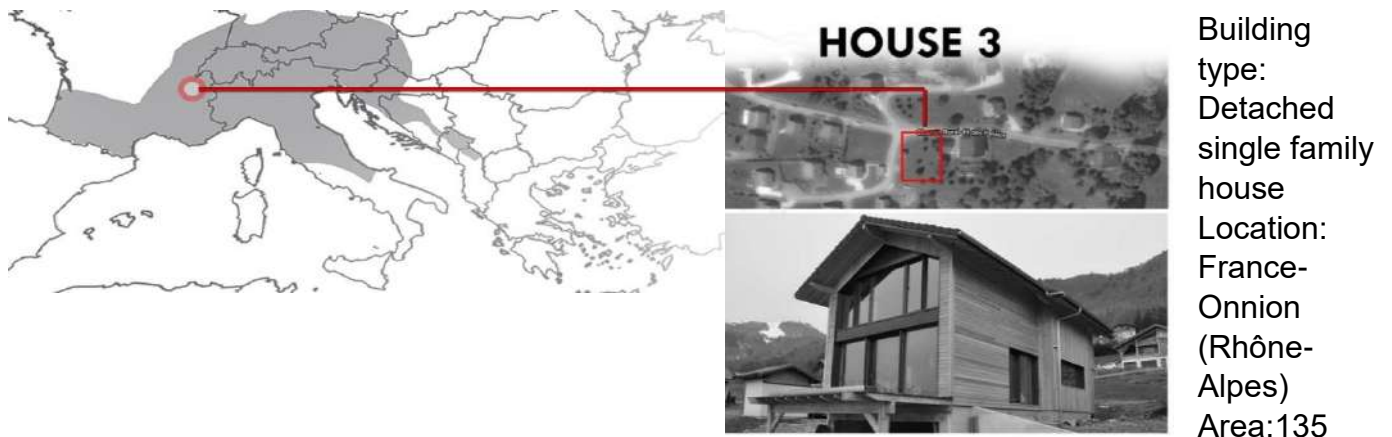 HOUSE 3
Building
type:
Detached
single family
house
Location:
France-
Onnion
(Rhône-
Alpes)
Area:135